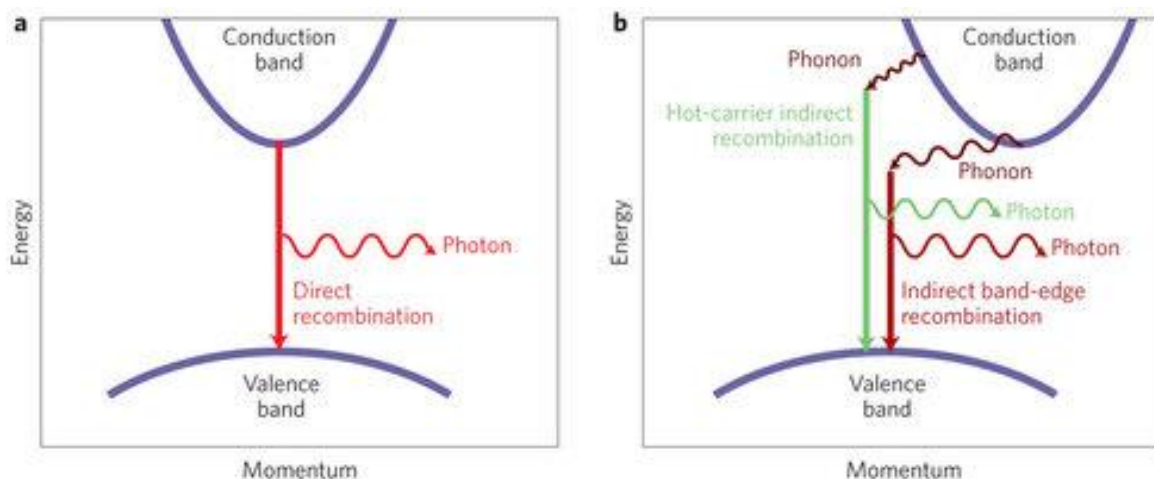 a
Conduction
band
Energy
Photon
Direct
recombination
Valence
band
Momentum
b
Conduction
band
Phonon
Hot-carrier indirect
recombination
Phonon
Photon
Photon
Energy
Indirect band-edge
recombination
Valence
band
Momentum